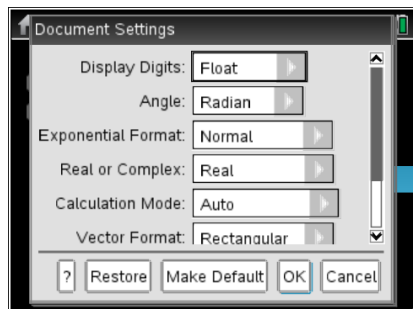 Document Settings
Display Digits: Float
Angle: Radian
Exponential Format: Normal
Real or Complex: Real
Calculation Mode: Auto
Vector Format: Rectangular
? Restore Make Default OK Cancel